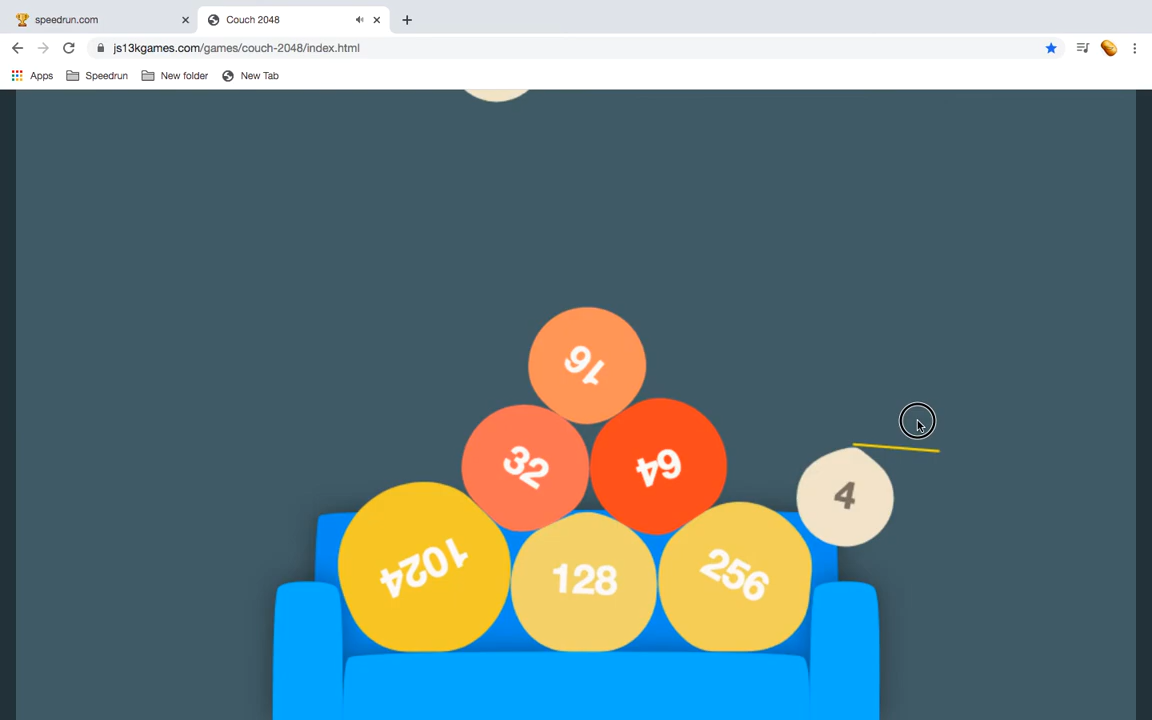 speedrun.com Couch 2048
js13kgames.com/games/couch-2048/index.html
Apps Speedrun New folder New Tab
16
32 64
4
1024 128 256